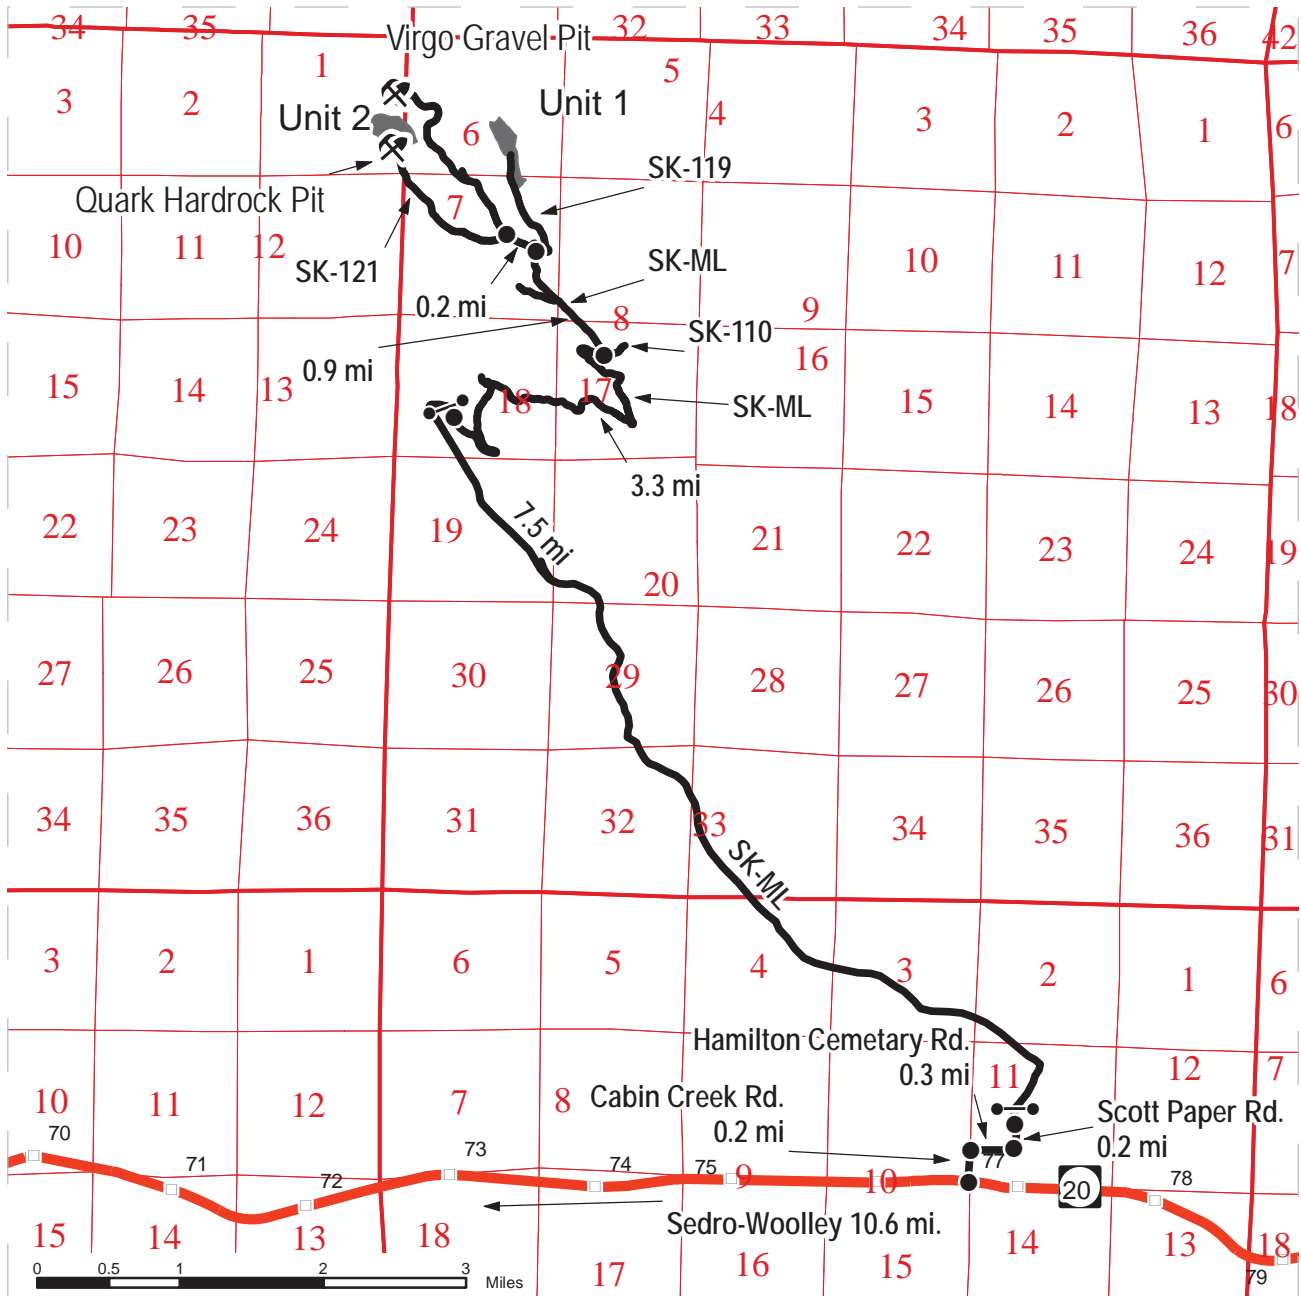 34 35 32 33 34 35 36 42
Virgo Gravel Pit
1 5
3 2 4 3 2 1 6
Unit 2 Unit 1
6
SK-119
Quark Hardrock Pit
7
10 11 12 10 11 12 7
SK-121 SK-ML
0.2 mi
8 9
SK-110
0.9 mi
16
15 14 13 18 17 15 14 13 18
SK-ML
3.3 mi
22 23 24 19 21 22 23 24 19
7.5 mi
20
27 26 25 30 29 28 27 26 25 30
34 35 36 31 32 33 34 35 36 31
SK-ML
3 2 1 6 5 4 3 2 1 6
Hamilton Cemetary Rd.
0.3 mi
11 12 7
10 11 12 7 8
Cabin Creek Rd.
0.2 mi
Scott Paper Rd.
0.2 mi
70 71 72 73 74 75 77 78 79
9 10
20
Sedro-Woolley 10.6 mi.
15 14 13 18 17 16 15 14 13 18
0 0.5 1 2 3 Miles